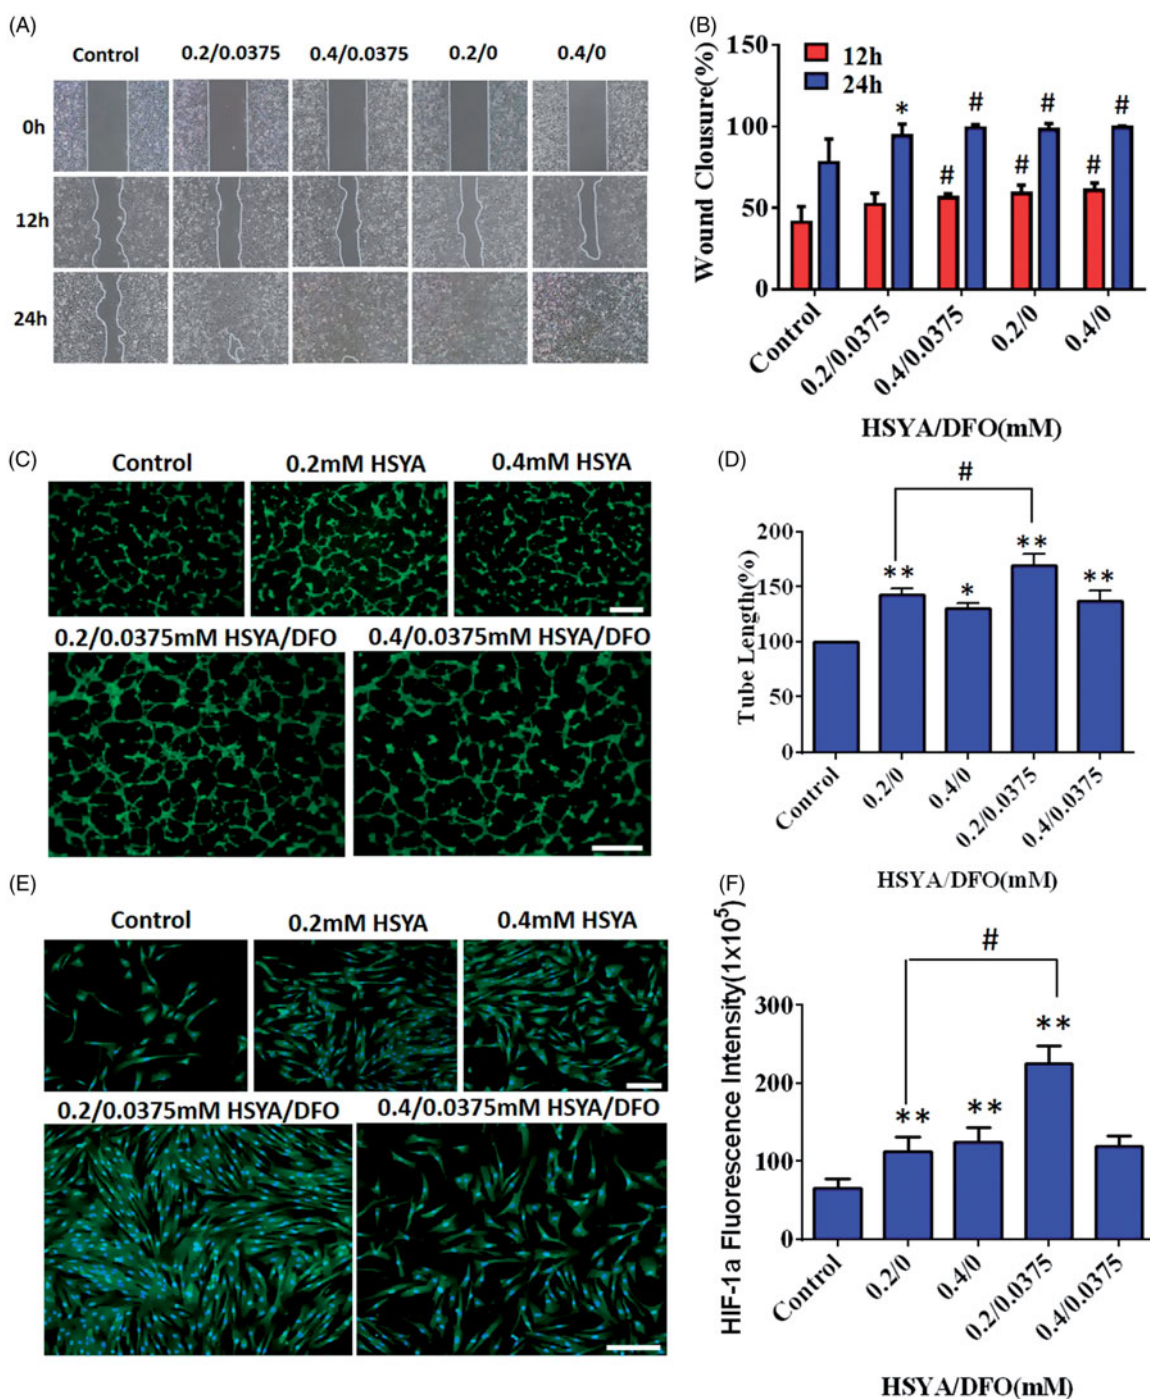 (A)
Control 0.2/0.0375 0.4/0.0375 0.2/0 0.4/0
0h
12h
24h
(B)
Wound Clousure(%)
150
100
50
0
12h
24h
* # # #
# # #
Control 0.2/0.0375 0.4/0.0375 0.2/0 0.4/0
HSYA/DFO(mM)
(C)
Control 0.2mM HSYA 0.4mM HSYA
0.2/0.0375mM HSYA/DFO 0.4/0.0375mM HSYA/DFO
(D)
#
Tube Length(%)
200
150
100
50
0
** * ** **
Control 0.2/0 0.4/0 0.2/0.0375 0.4/0.0375
HSYA/DFO(mM)
(E)
Control 0.2mM HSYA 0.4mM HSYA
0.2/0.0375mM HSYA/DFO 0.4/0.0375mM HSYA/DFO
(F)
#
HIF-1a Fluorescence Intensity(1x10⁵)
300
200
100
0
** ** **
Control 0.2/0 0.4/0 0.2/0.0375 0.4/0.0375
HSYA/DFO(mM)